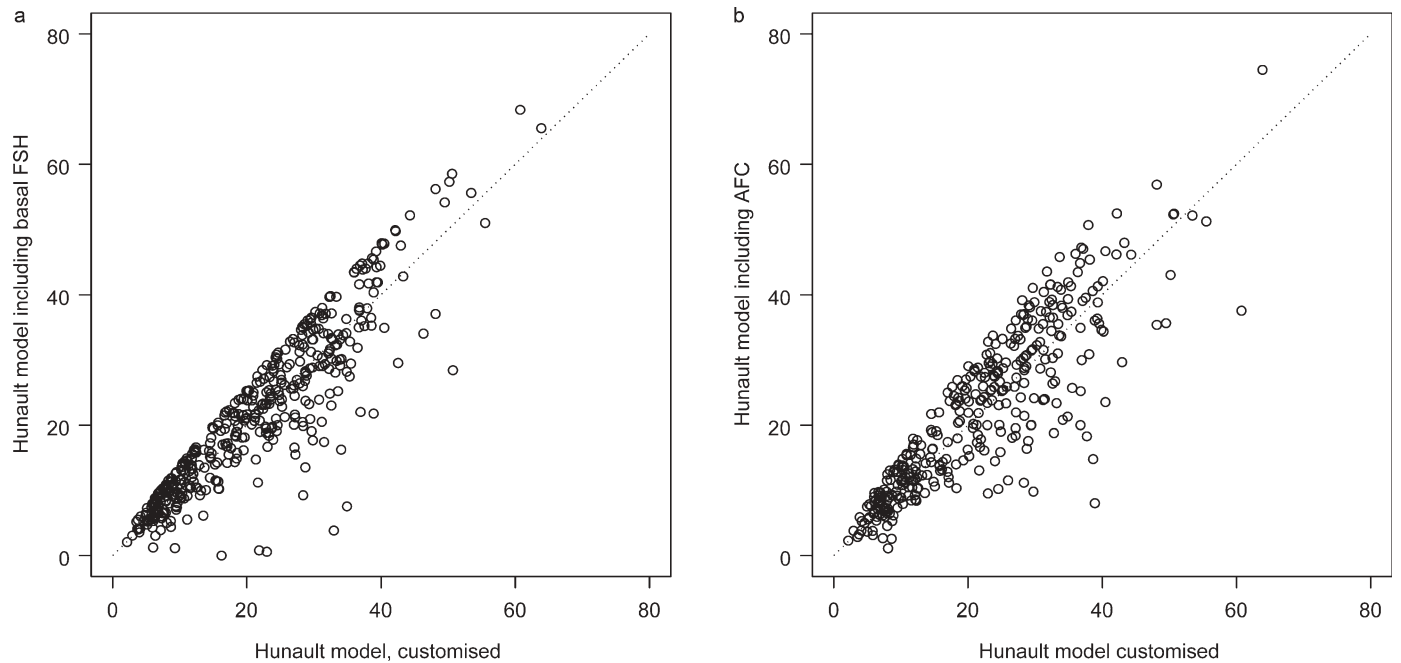 a
80
60
40
20
0
Hunault model including basal FSH
0 20 40 60 80
Hunault model, customised
b
80
60
40
20
0
Hunault model including AFC
0 20 40 60 80
Hunault model customised